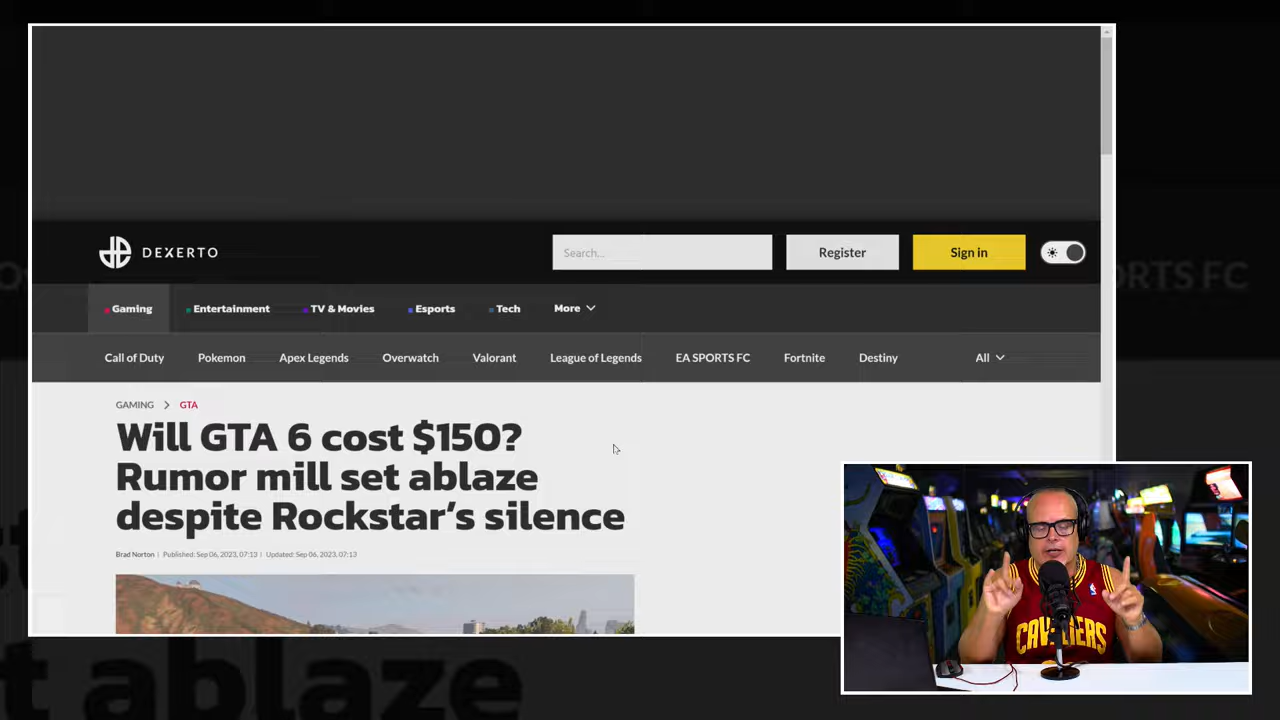 DEXERTO
Search...
Register
Sign in
Gaming
Entertainment
TV & Movies
Esports
Tech
More
Call of Duty
Pokemon
Apex Legends
Overwatch
Valorant
League of Legends
EA SPORTS FC
Fortnite
Destiny
All
GAMING > GTA
Will GTA 6 cost $150?
Rumor mill set ablaze
despite Rockstar's silence
Brad Norton | Published: Sep 06, 2023, 07:13 | Updated: Sep 06, 2023, 07:13
CAVALIERS
ORTS FC
t ablaze